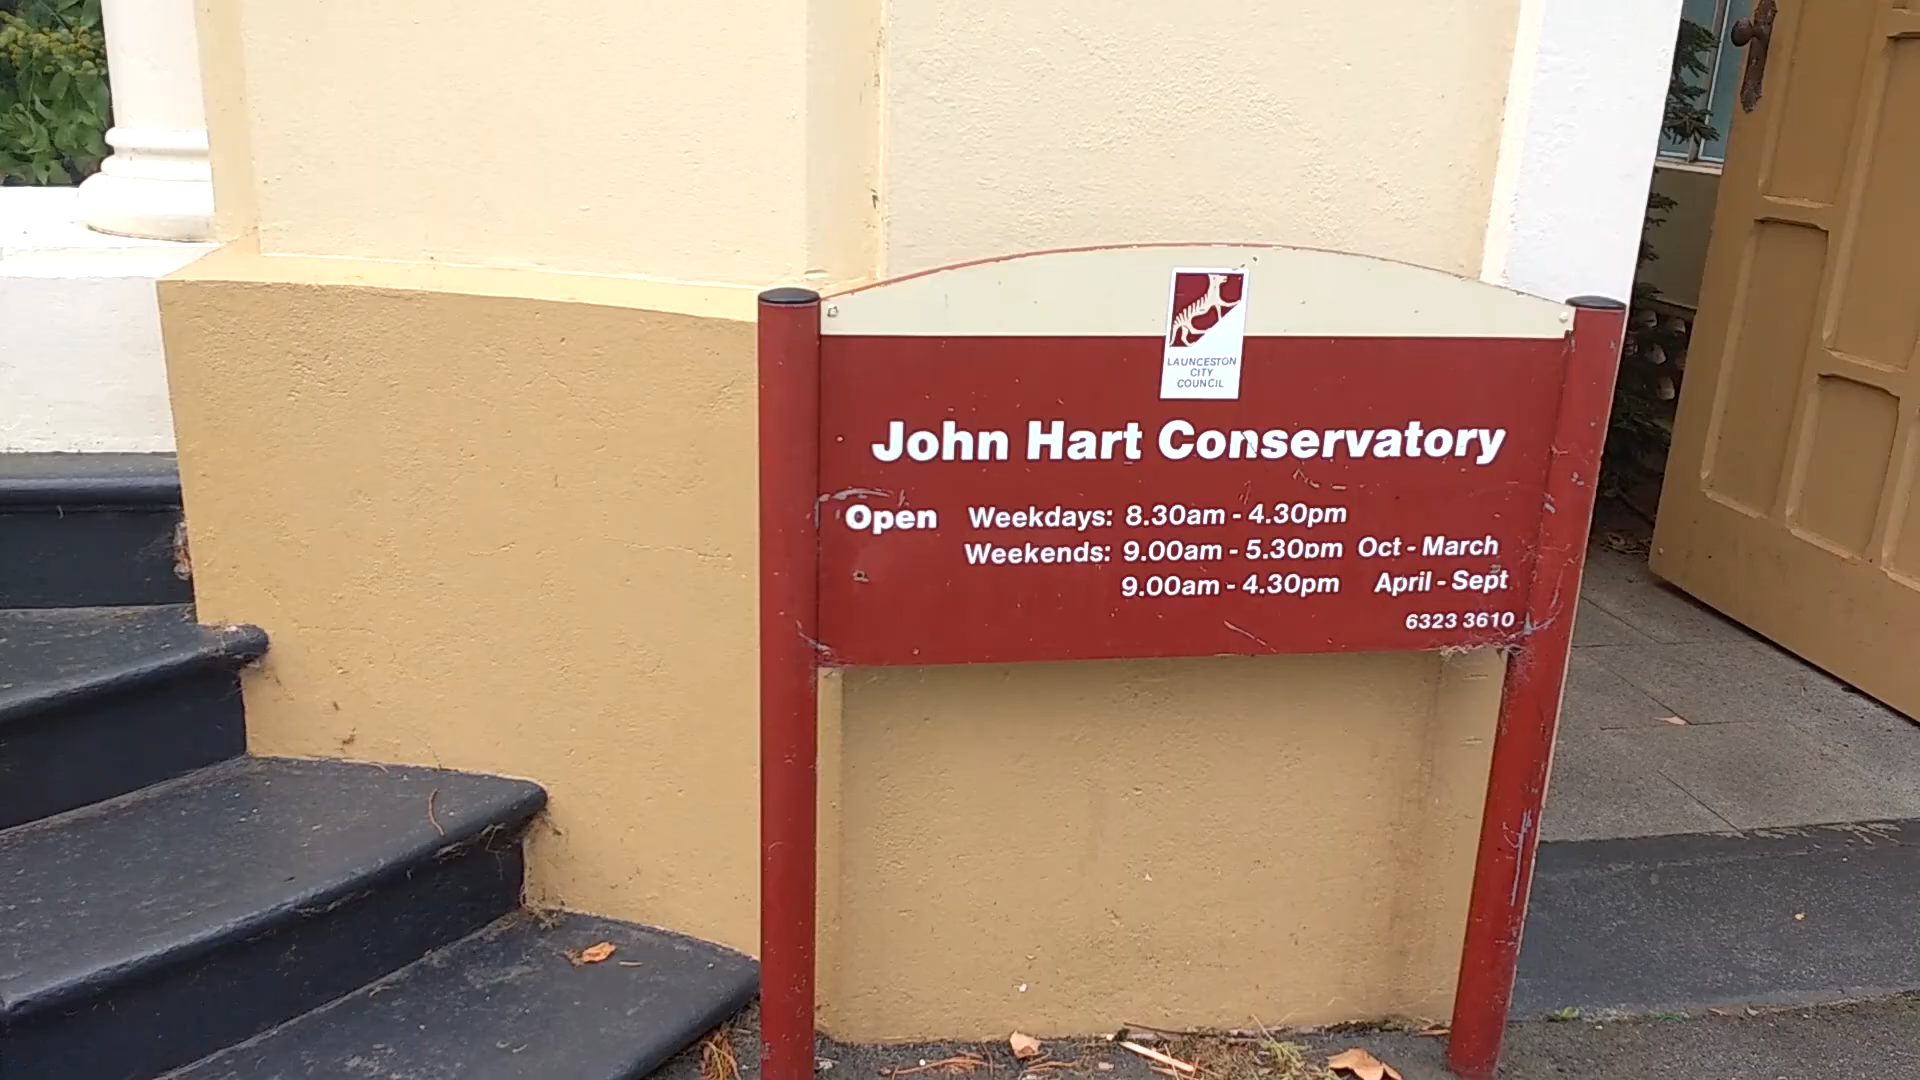 LAUNCESTON
CITY
COUNCIL
John Hart Conservatory
Open Weekdays: 8.30am - 4.30pm
Weekends: 9.00am - 5.30pm Oct - March
9.00am - 4.30pm April - Sept
6323 3610